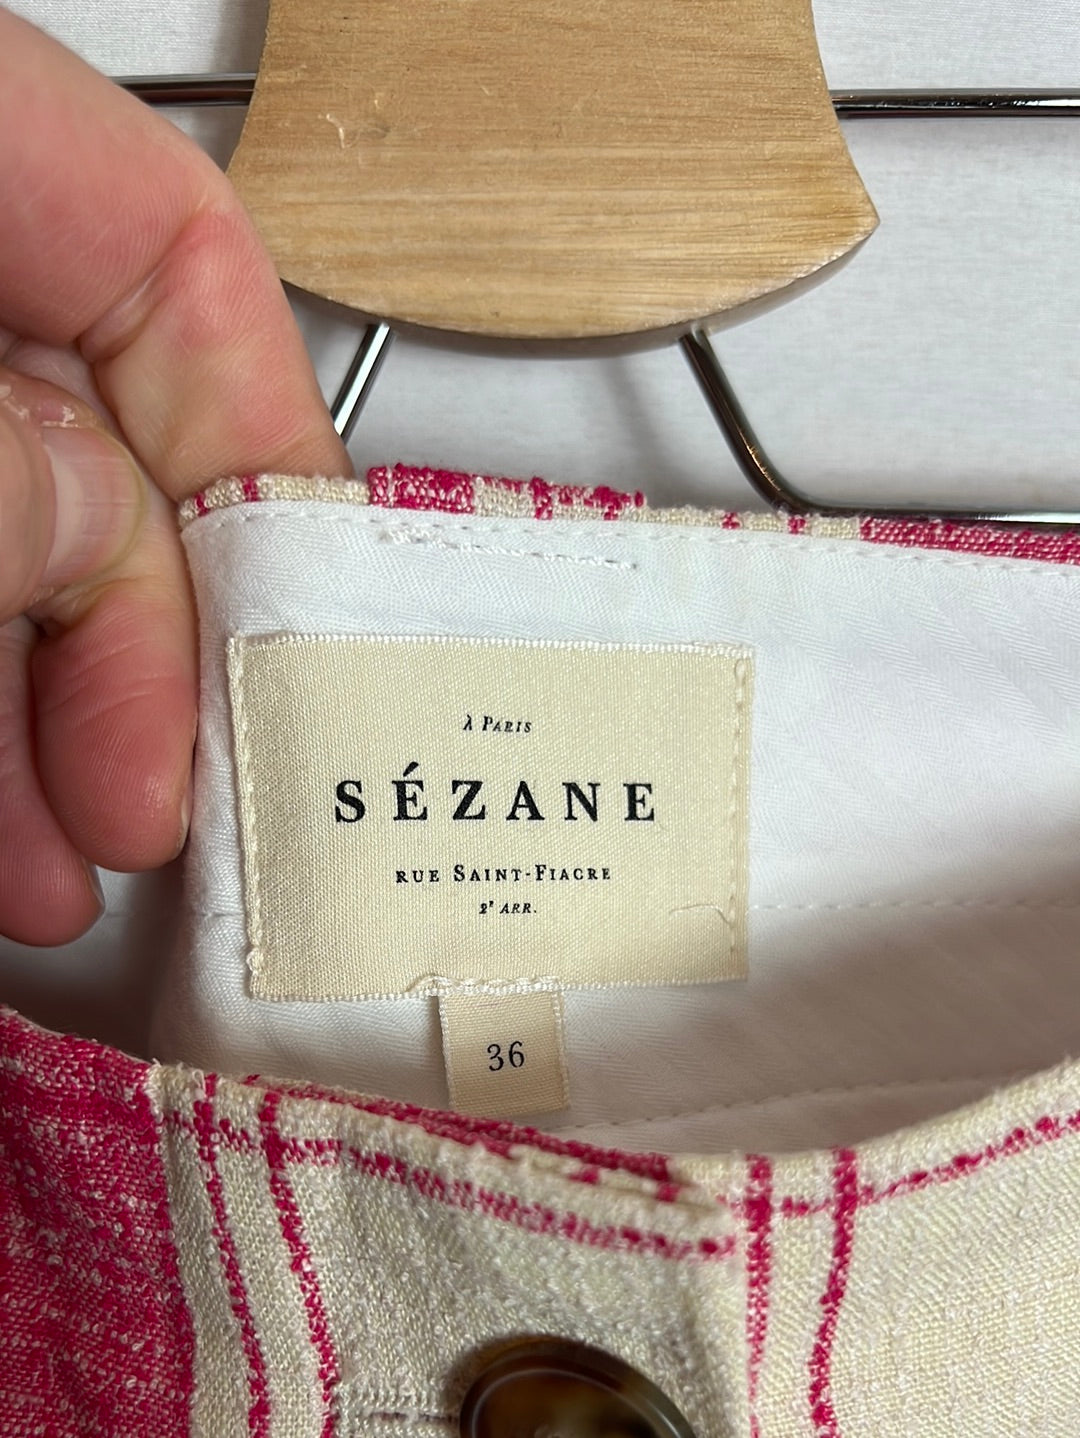 À PARIS
SÉZANE
RUE SAINT-FIACRE
2E ARR.
36